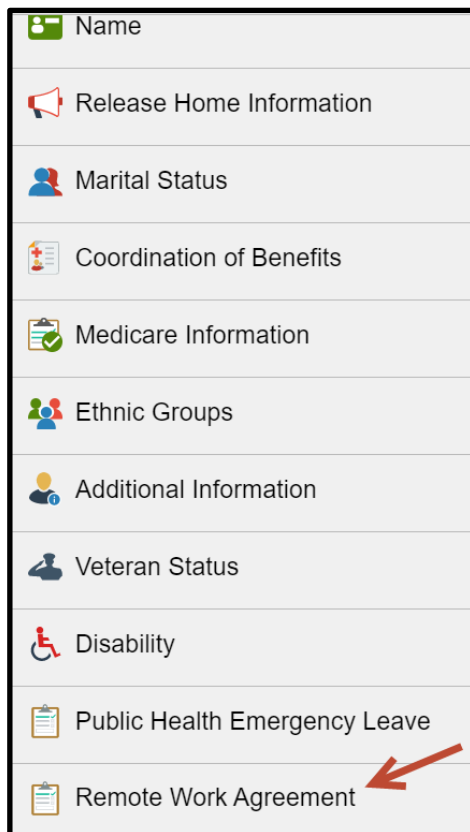 Name
Release Home Information
Marital Status
Coordination of Benefits
Medicare Information
Ethnic Groups
Additional Information
Veteran Status
Disability
Public Health Emergency Leave
Remote Work Agreement